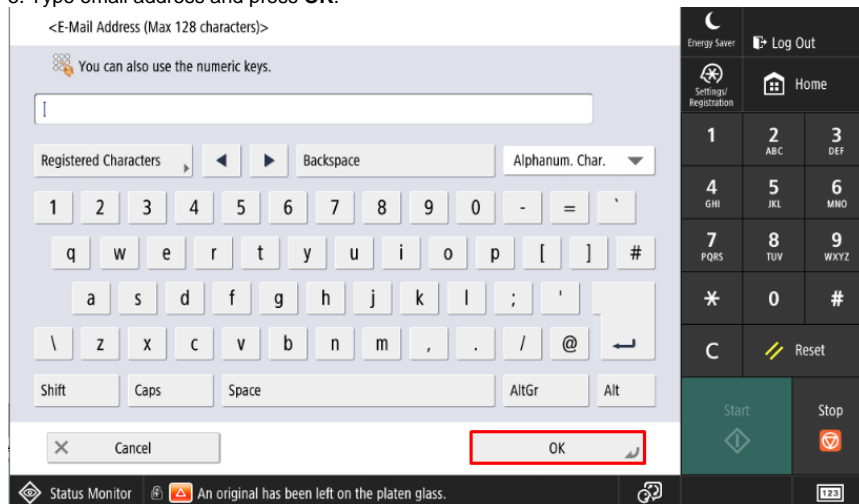 5. Type email address and press OK.
<E-Mail Address (Max 128 characters)>
You can also use the numeric keys.
Registered Characters
Backspace
Alphanum. Char.
1 2 3 4 5 6 7 8 9 0 - = `
q w e r t y u i o p [ ] #
a s d f g h j k l ; '
\ z x c v b n m , . / @
Shift Caps Space AltGr Alt
Cancel OK
Status Monitor An original has been left on the platen glass.
Energy Saver Log Out
Settings/
Registration
Home
1 2 3
ABC DEF
4 5 6
GHI JKL MNO
7 8 9
PQRS TUV WXYZ
* 0 #
C Reset
Start Stop
123